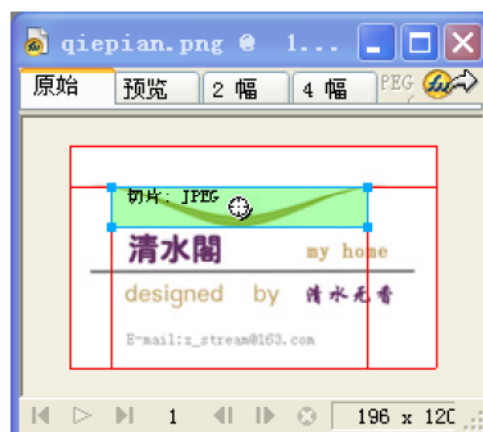 qiepian.png @ 1...
原始 预览 2 幅 4 幅 PEG
切片: JPEG
清水閣 my home
designed by 清水无香
E-mail:z_stream@163.com
1 196 x 120